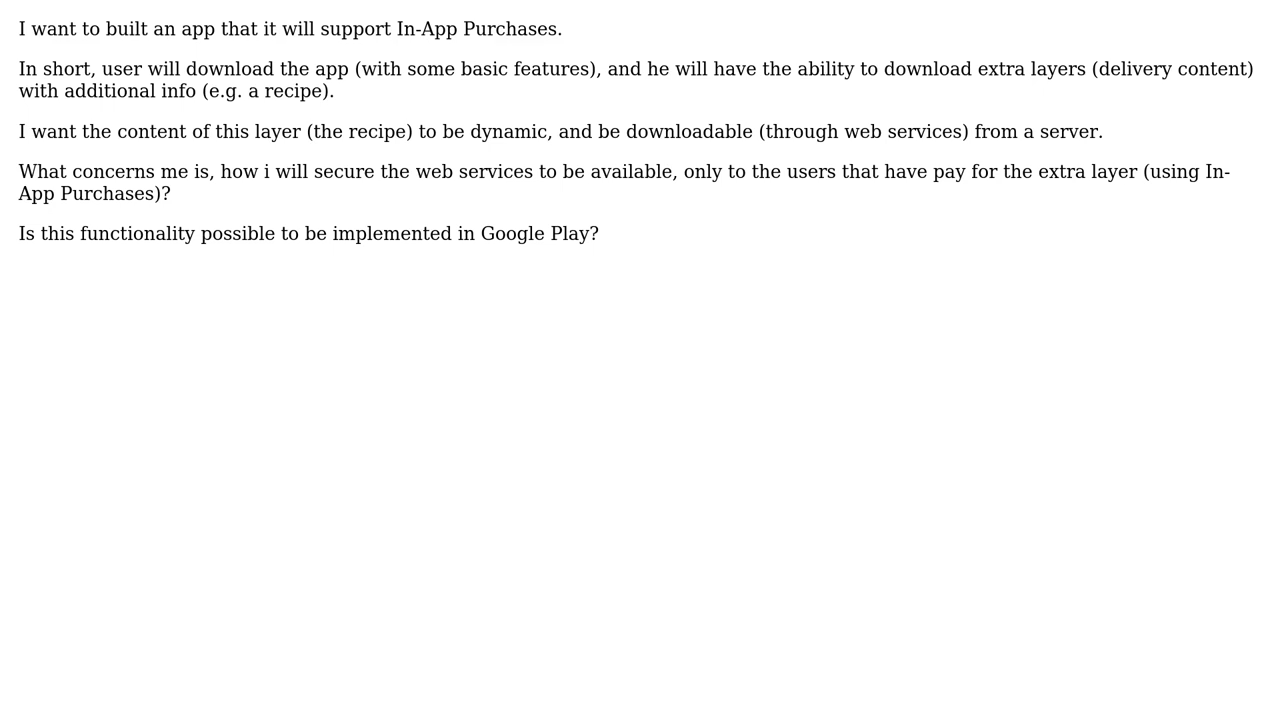 I want to built an app that it will support In-App Purchases.
In short, user will download the app (with some basic features), and he will have the ability to download extra layers (delivery content)
with additional info (e.g. a recipe).
I want the content of this layer (the recipe) to be dynamic, and be downloadable (through web services) from a server.
What concerns me is, how i will secure the web services to be available, only to the users that have pay for the extra layer (using In-
App Purchases)?
Is this functionality possible to be implemented in Google Play?